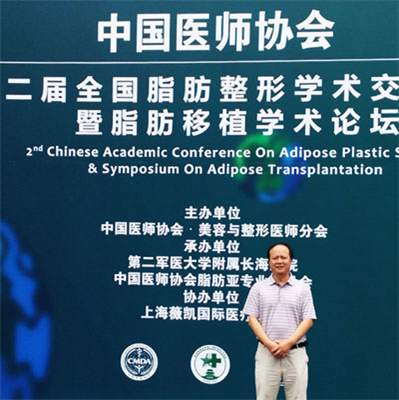 中国医师协会
二届全国脂肪整形学术交
暨脂肪移植学术论坛
2nd Chinese Academic Conference On Adipose Plastic S
& Symposium On Adipose Transplantation
主办单位
中国医师协会·美容与整形医师分会
承办单位
第二军医大学附属长海 院
中国医师协会脂肪亚专业 会
协办单位
上海薇凯国际医疗
CMDA